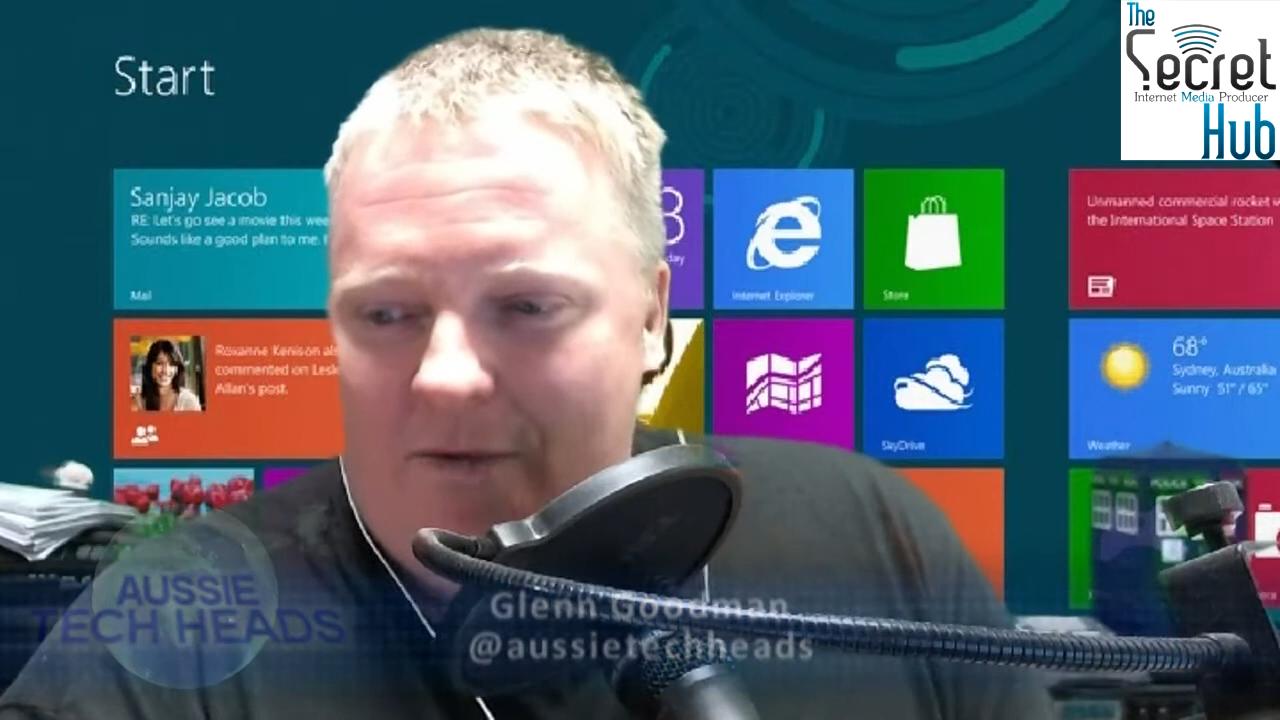 The
Secret
Internet Media Producer
Hub
Start
Sanjay Jacob
RE: Let's go see a movie this wee
Sounds like a good plan to me.
Mail
day
Internet Explorer
Store
Unmanned commercial rocket
the International Space Station
Roxanne Kenison al
commented on Lesl
Allan's post.
SkyDrive
68°
Sydney, Australia
Sunny 51° / 65°
Weather
AUSSIE
TECH HEADS
Glenn Goodman
@aussietechheads